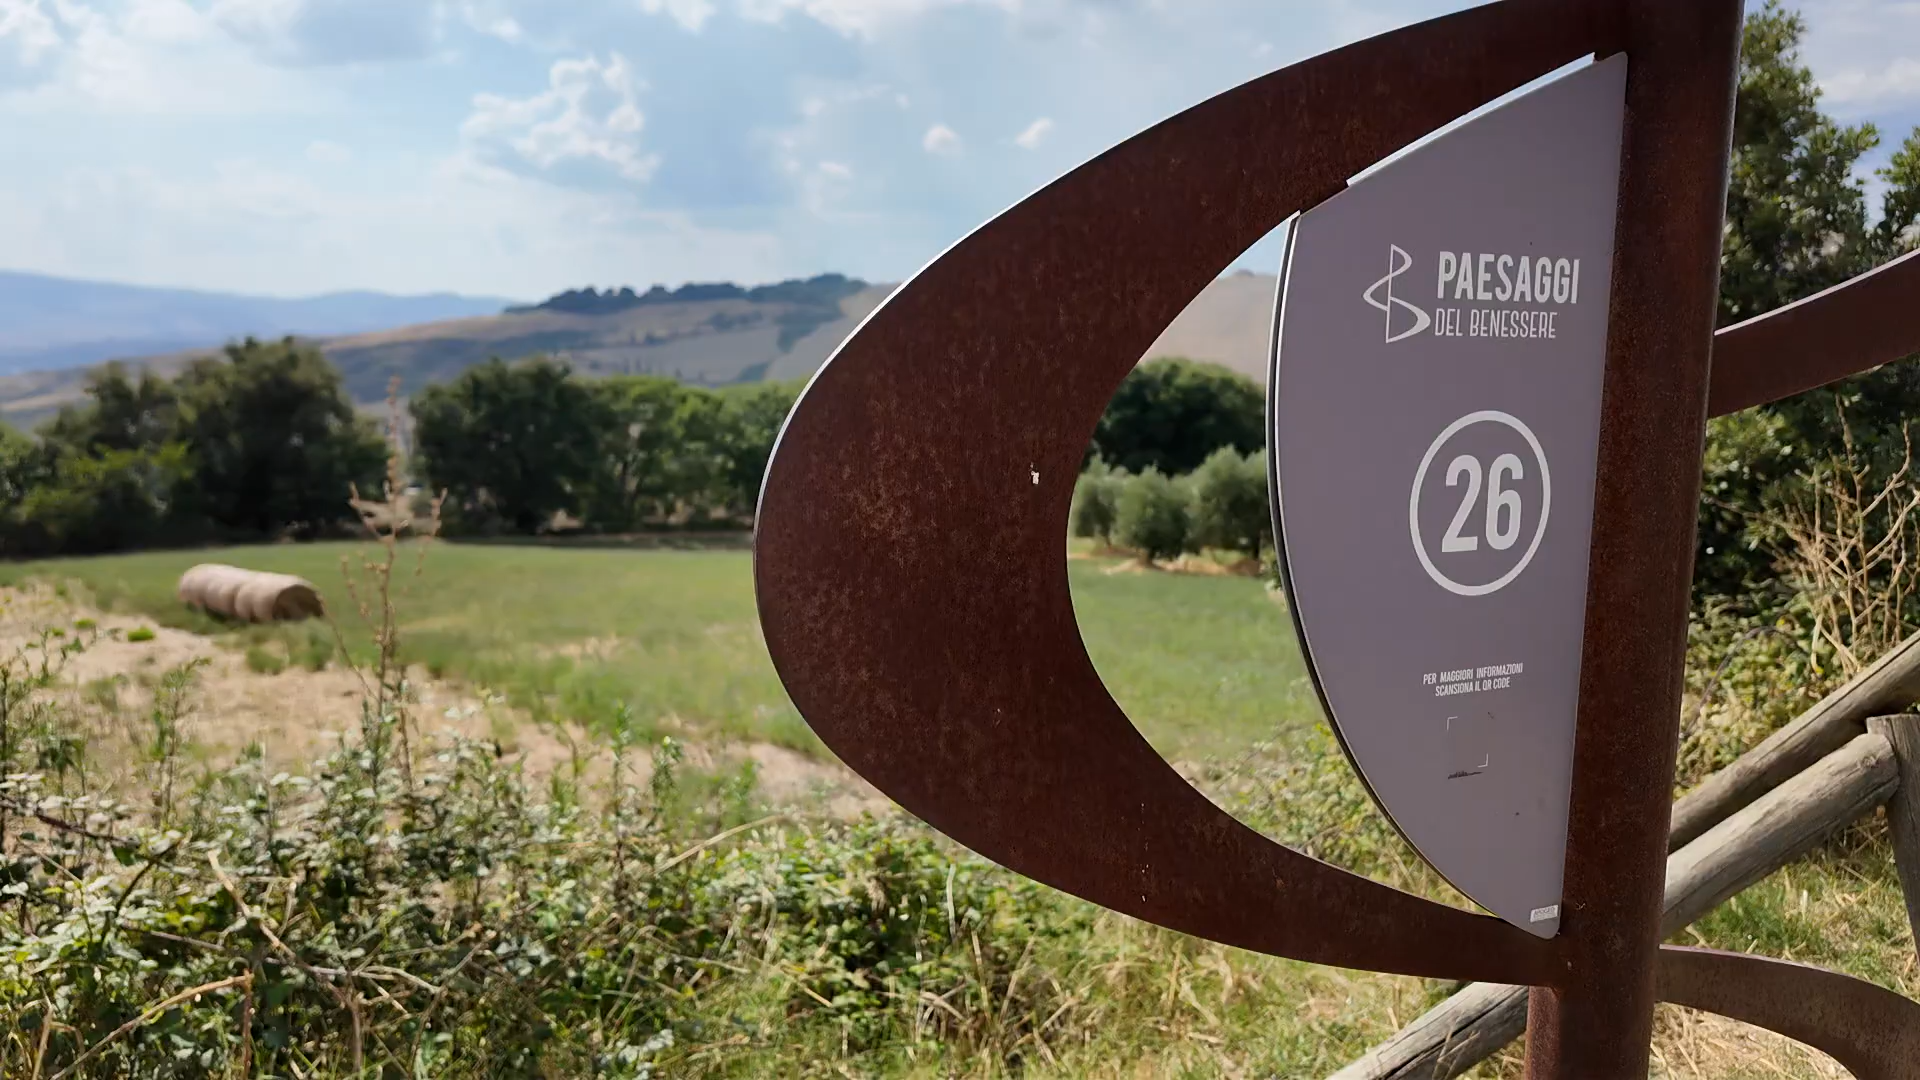 PAESAGGI
DEL BENESSERE
26
PER MAGGIORI INFORMAZIONI
SCANSIONA IL QR CODE